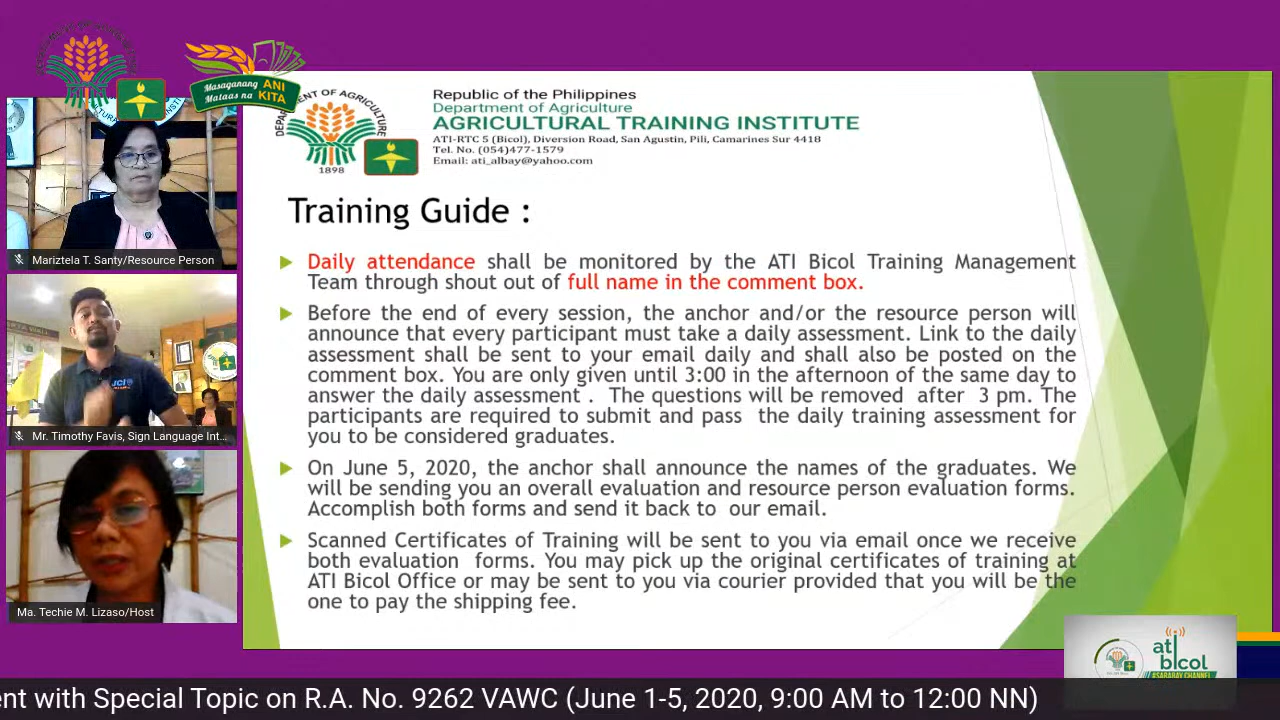 Masaganang ANI
Mataas na KITA
DEPARTMENT OF AGRICULTURE
1898
Republic of the Philippines
Department of Agriculture
AGRICULTURAL TRAINING INSTITUTE
ATI-RTC 5 (Bicol), Diversion Road, San Agustin, Pili, Camarines Sur 4418
Tel. No. (054)477-1579
Email: ati_albay@yahoo.com
Training Guide :
Daily attendance shall be monitored by the ATI Bicol Training Management
Team through shout out of full name in the comment box.
Before the end of every session, the anchor and/or the resource person will
announce that every participant must take a daily assessment. Link to the daily
assessment shall be sent to your email daily and shall also be posted on the
comment box. You are only given until 3:00 in the afternoon of the same day to
answer the daily assessment . The questions will be removed after 3 pm. The
participants are required to submit and pass the daily training assessment for
you to be considered graduates.
On June 5, 2020, the anchor shall announce the names of the graduates. We
will be sending you an overall evaluation and resource person evaluation forms.
Accomplish both forms and send it back to our email.
Scanned Certificates of Training will be sent to you via email once we receive
both evaluation forms. You may pick up the original certificates of training at
ATI Bicol Office or may be sent to you via courier provided that you will be the
one to pay the shipping fee.
Mariztela T. Santy/Resource Person
Mr. Timothy Favis, Sign Language Int...
Ma. Techie M. Lizaso/Host
ati
bicol
#SARABAY CHANNEL
ent with Special Topic on R.A. No. 9262 VAWC (June 1-5, 2020, 9:00 AM to 12:00 NN)